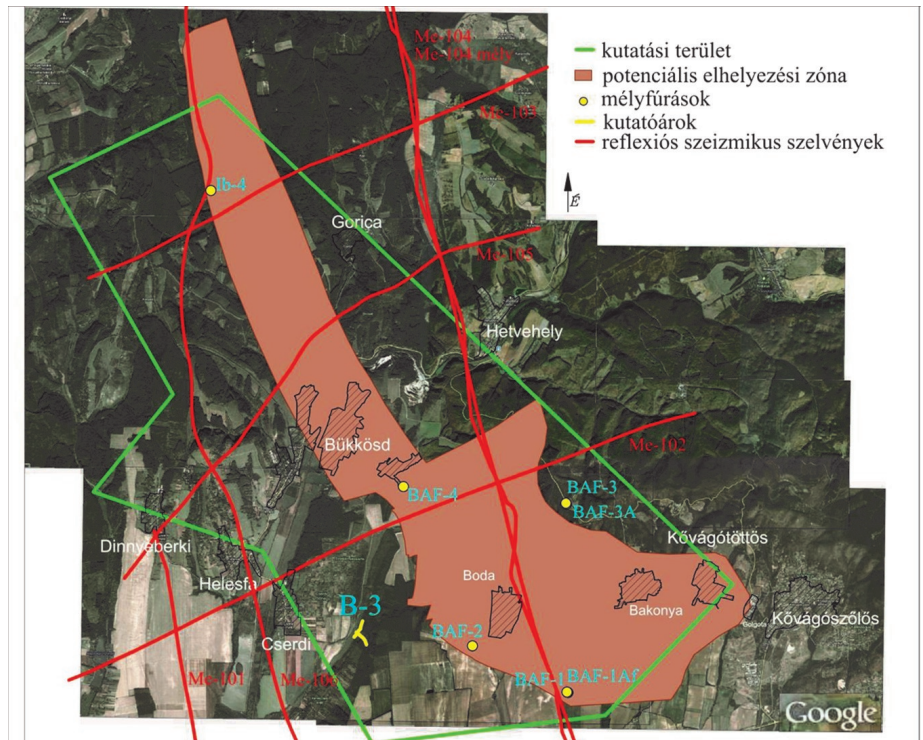 Me-104
Me-104 mély
kutatási terület
potenciális elhelyezési zóna
mélyfúrások
kutatóárok
reflexiós szeizmikus szelvények
Me-103
Ib-4
É
Gorica
Me-105
Hetvehely
Bükkösd
Me-102
BAF-4
BAF-3
BAF-3A
Dinnyeberki
Kővágótöttös
Helesfa
Boda
Bakonya
B-3
Golgota
Kővágószőlős
Cserdi
BAF-2
Me-101
BAF-1
BAF-1Af
Google